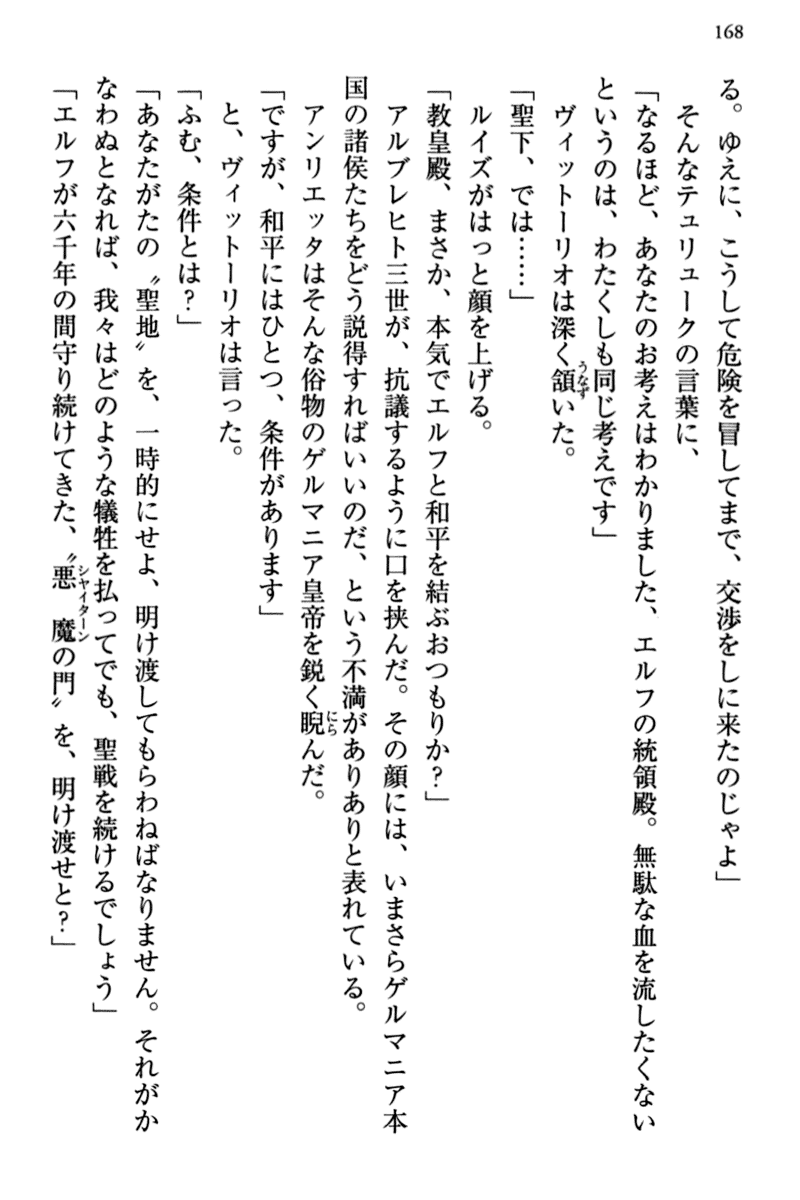 168
る。ゆえに、こうして危険を冒してまで、交渉をしに来たのじゃよ」
そんなテュリュークの言葉に、
「なるほど、あなたのお考えはわかりました、エルフの統領殿。無駄な血を流したくない
というのは、わたくしも同じ考えです」
ヴィットーリオは深く頷いた。
「聖下、では……」
ルイズがはっと顔を上げる。
「教皇殿、まさか、本気でエルフと和平を結ぶおつもりか?」
アルブレヒト三世が、抗議するように口を挟んだ。その顔には、いまさらゲルマニア本
国の諸侯たちをどう説得すればいいのだ、という不満がありありと表れている。
アンリエッタはそんな俗物のゲルマニア皇帝を鋭く睨んだ。
「ですが、和平にはひとつ、条件があります」
と、ヴィットーリオは言った。
「ふむ、条件とは?」
「あなたがたの〝聖地〟を、一時的にせよ、明け渡してもらわねばなりません。それがか
なわぬとなれば、我々はどのような犠牲を払ってでも、聖戦を続けるでしょう」
「エルフが六千年の間守り続けてきた、〝悪魔の門〟を、明け渡せと?」
うなず
にら
シャイターン